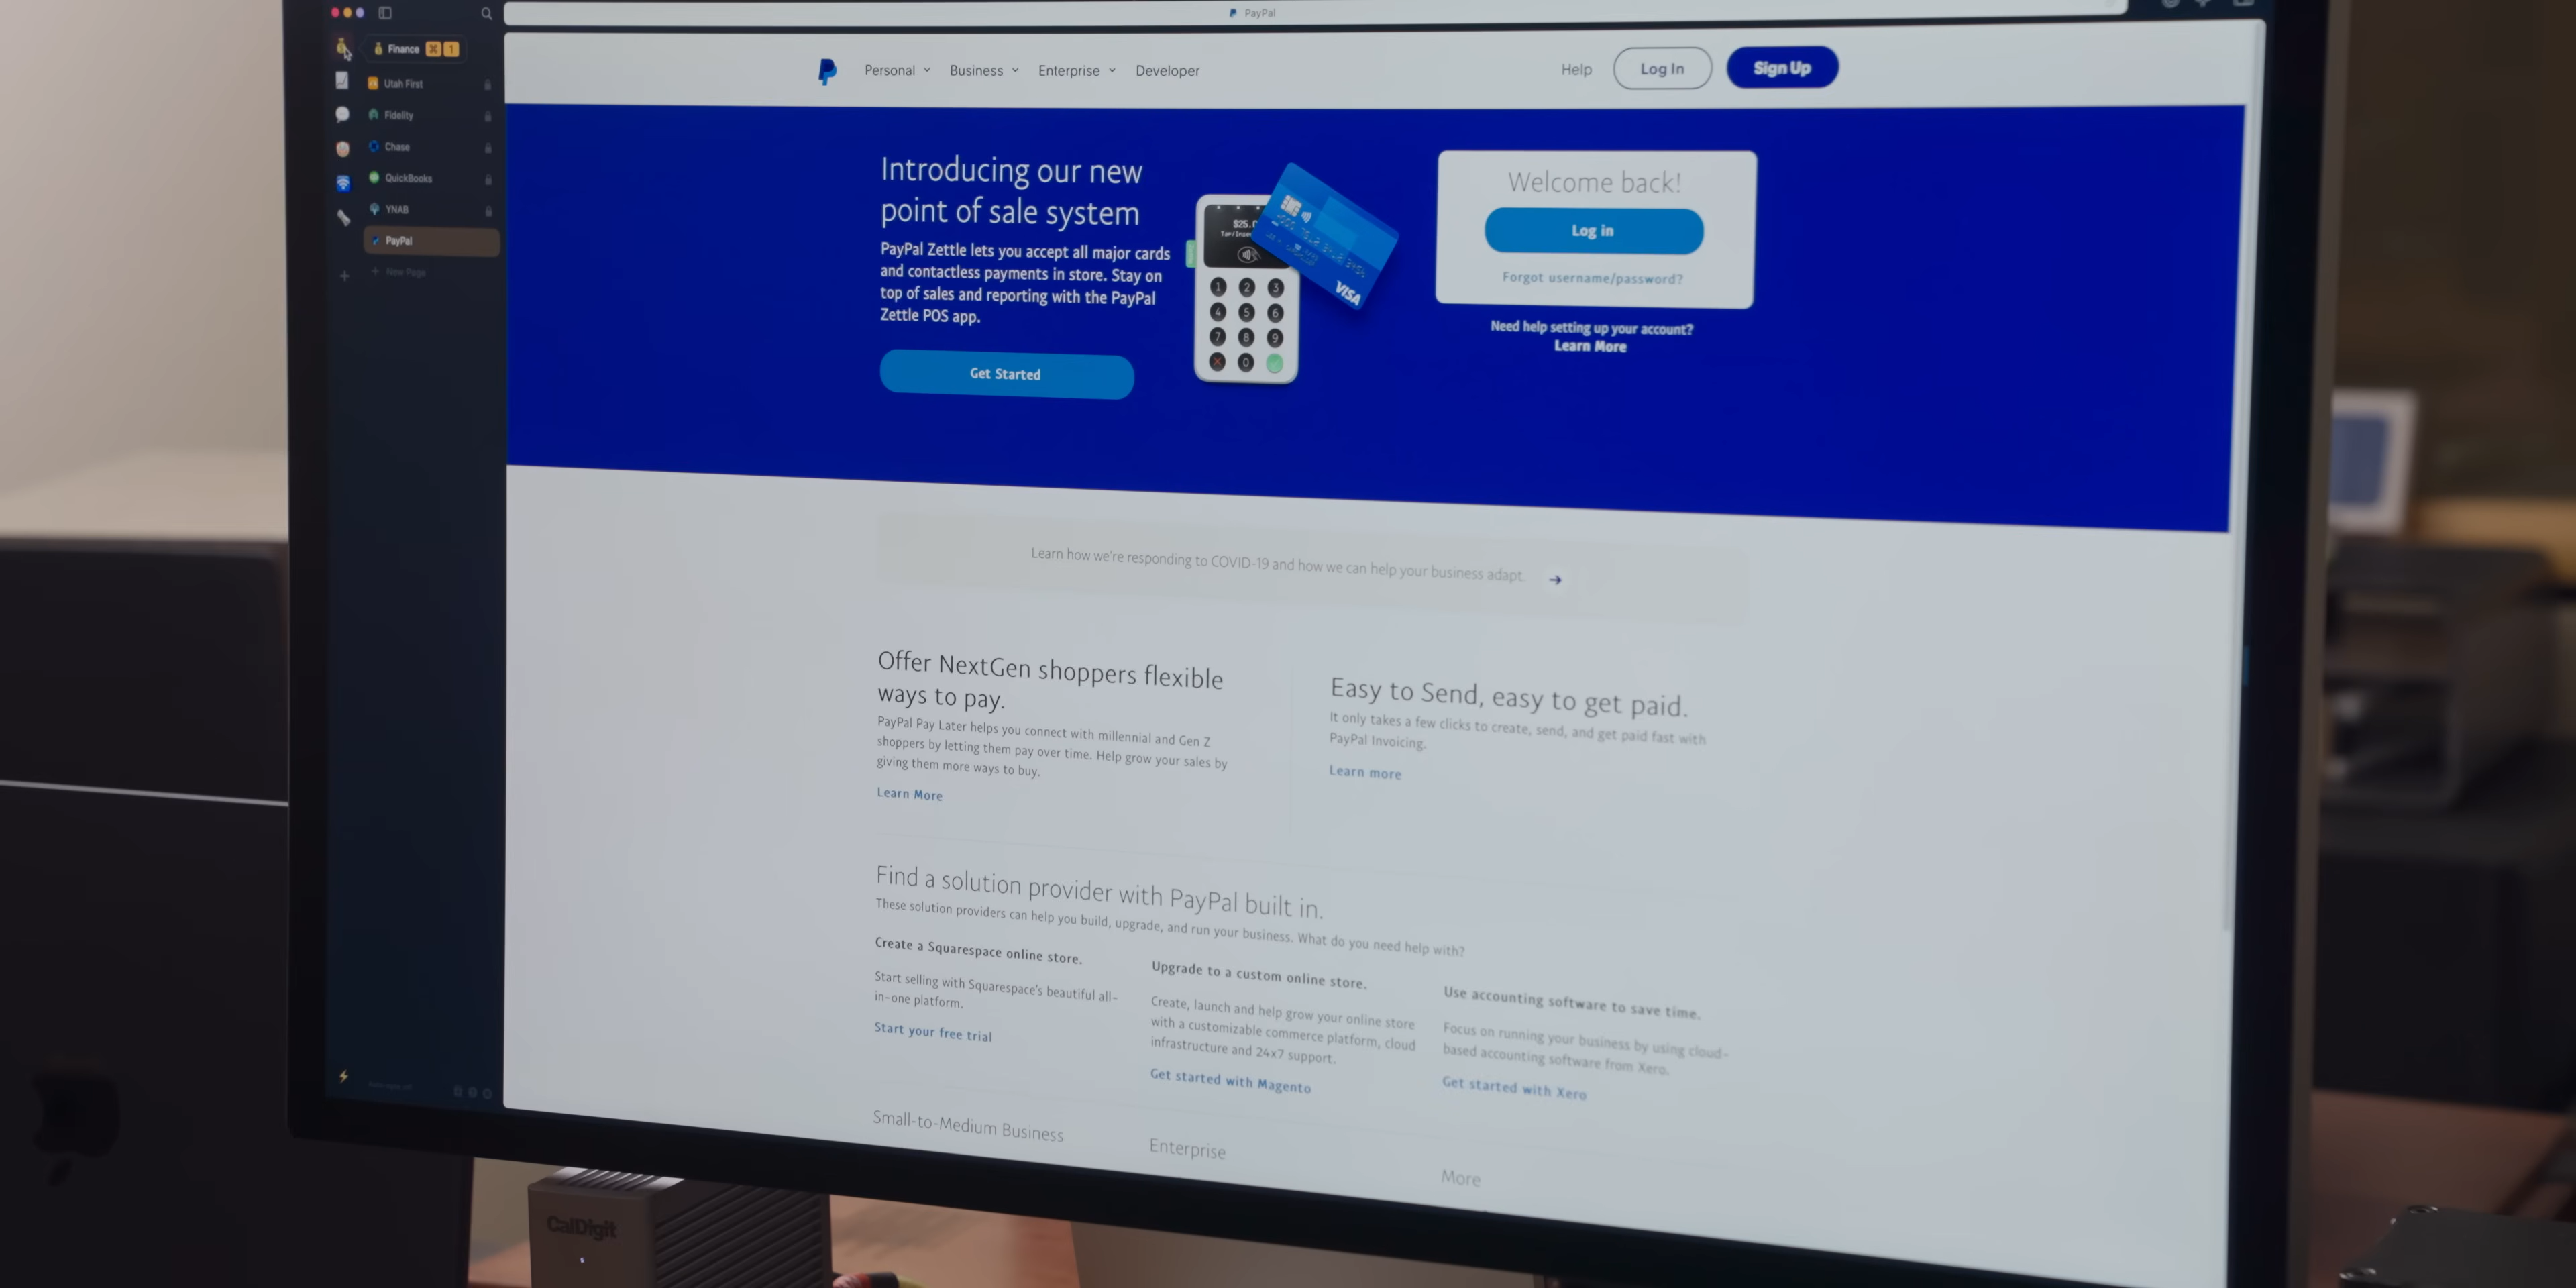 PayPal
Finance ⌘ 1
Utah First
Fidelity
Chase
QuickBooks
YNAB
PayPal
New Page
Personal
Business
Enterprise
Developer
Help
Log In
Sign Up
Introducing our new
point of sale system
PayPal Zettle lets you accept all major cards
and contactless payments in store. Stay on
top of sales and reporting with the PayPal
Zettle POS app.
Get Started
1 2 3
4 5 6
7 8 9
0
VISA
Welcome back!
Log in
Forgot username/password?
Need help setting up your account?
Learn More
Learn how we're responding to COVID-19 and how we can help your business adapt.
Offer NextGen shoppers flexible
ways to pay.
PayPal Pay Later helps you connect with millennial and Gen Z
shoppers by letting them pay over time. Help grow your sales by
giving them more ways to buy.
Learn More
Easy to Send, easy to get paid.
It only takes a few clicks to create, send, and get paid fast with
PayPal Invoicing.
Learn more
Find a solution provider with PayPal built in.
These solution providers can help you build, upgrade, and run your business. What do you need help with?
Create a Squarespace online store.
Start selling with Squarespace's beautiful all-
in-one platform.
Start your free trial
Upgrade to a custom online store.
Create, launch and help grow your online store
with a customizable commerce platform, cloud
infrastructure and 24x7 support.
Get started with Magento
Use accounting software to save time.
Focus on running your business by using cloud-
based accounting software from Xero.
Get started with Xero
Small-to-Medium Business
Enterprise
More
CalDigit